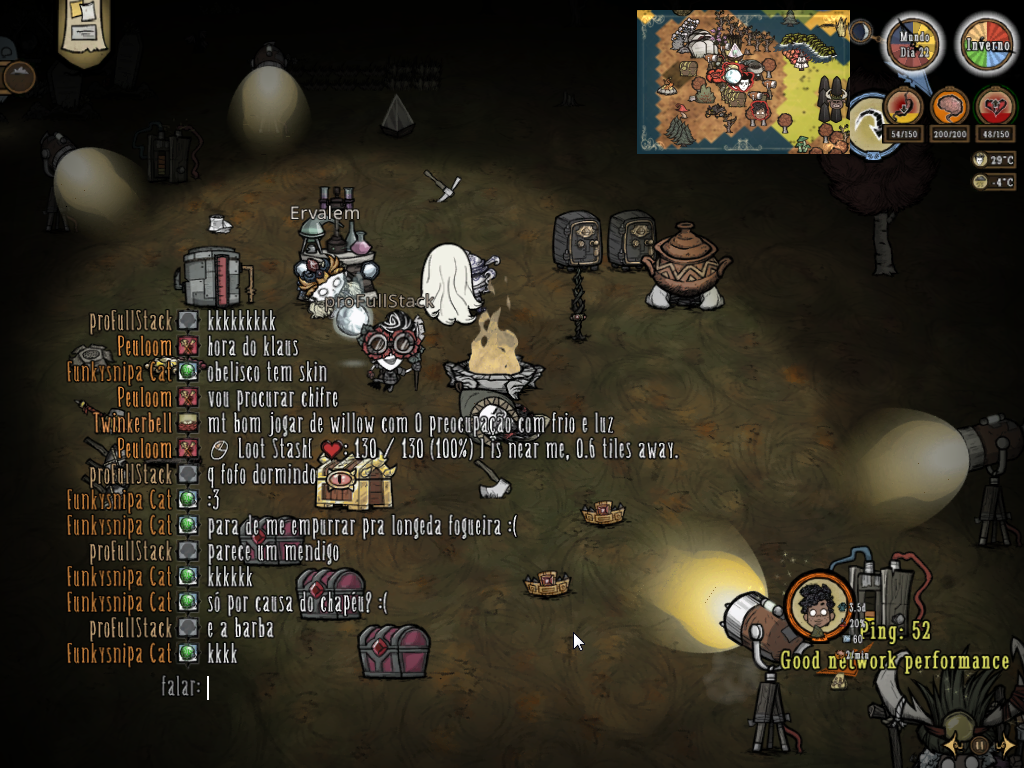 Mundo
Dia 22
Inverno
54/150
200/200
48/150
29°C
-4°C
Ervalem
proFullStack
proFullStack kkkkkkkkk
Peuloom hora do klaus
Funkysnipa Cat obelisco tem skin
Peuloom vou procurar chifre
Twinkerbell mt bom jogar de willow com 0 preocupação com frio e luz
Peuloom Loot Stash[ : 130 / 130 (100%) ] is near me, 0.6 tiles away.
proFullStack q fofo dormindo
Funkysnipa Cat :3
Funkysnipa Cat para de me empurrar pra longeda fogueira :(
proFullStack parece um mendigo
Funkysnipa Cat kkkkkk
Funkysnipa Cat só por causa do chapéu? :(
proFullStack e a barba
Funkysnipa Cat kkkk
falar:
3.5d
Ping: 52
Good network performance